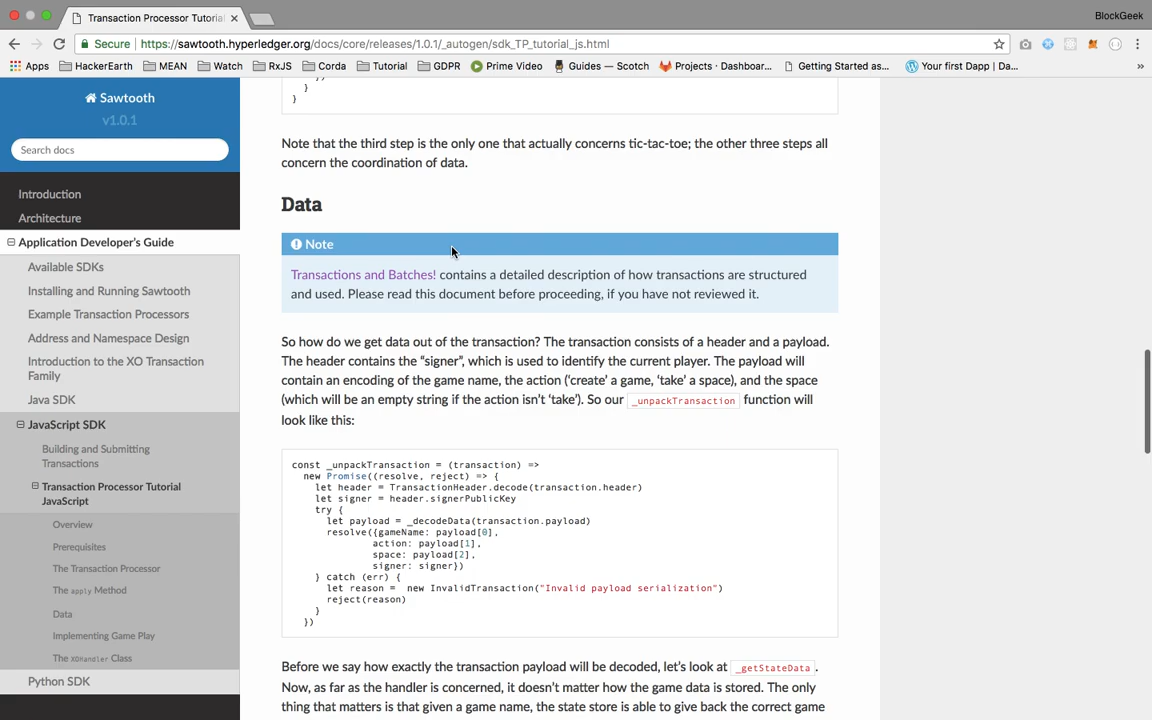 Transaction Processor Tutorial
BlockGeek
Secure
https://sawtooth.hyperledger.org/docs/core/releases/1.0.1/_autogen/sdk_TP_tutorial_js.html
Apps HackerEarth MEAN Watch RxJS Corda Tutorial GDPR Prime Video Guides — Scotch Projects · Dashboar... Getting Started as... Your first Dapp | Da... »
Sawtooth
v1.0.1
Search docs
Introduction
Architecture
Application Developer's Guide
Available SDKs
Installing and Running Sawtooth
Example Transaction Processors
Address and Namespace Design
Introduction to the XO Transaction
Family
Java SDK
JavaScript SDK
Building and Submitting
Transactions
Transaction Processor Tutorial
JavaScript
Overview
Prerequisites
The Transaction Processor
The apply Method
Data
Implementing Game Play
The XOHandler Class
Python SDK
})
}
}
Note that the third step is the only one that actually concerns tic-tac-toe; the other three steps all
concern the coordination of data.
Data
Note
Transactions and Batches! contains a detailed description of how transactions are structured
and used. Please read this document before proceeding, if you have not reviewed it.
So how do we get data out of the transaction? The transaction consists of a header and a payload.
The header contains the “signer”, which is used to identify the current player. The payload will
contain an encoding of the game name, the action (‘create’ a game, ‘take’ a space), and the space
(which will be an empty string if the action isn’t ‘take’). So our _unpackTransaction function will
look like this:
const _unpackTransaction = (transaction) =>
new Promise((resolve, reject) => {
let header = TransactionHeader.decode(transaction.header)
let signer = header.signerPublicKey
try {
let payload = _decodeData(transaction.payload)
resolve({gameName: payload[0],
action: payload[1],
space: payload[2],
signer: signer})
} catch (err) {
let reason =  new InvalidTransaction("Invalid payload serialization")
reject(reason)
}
})
Before we say how exactly the transaction payload will be decoded, let’s look at _getStateData.
Now, as far as the handler is concerned, it doesn’t matter how the game data is stored. The only
thing that matters is that given a game name, the state store is able to give back the correct game